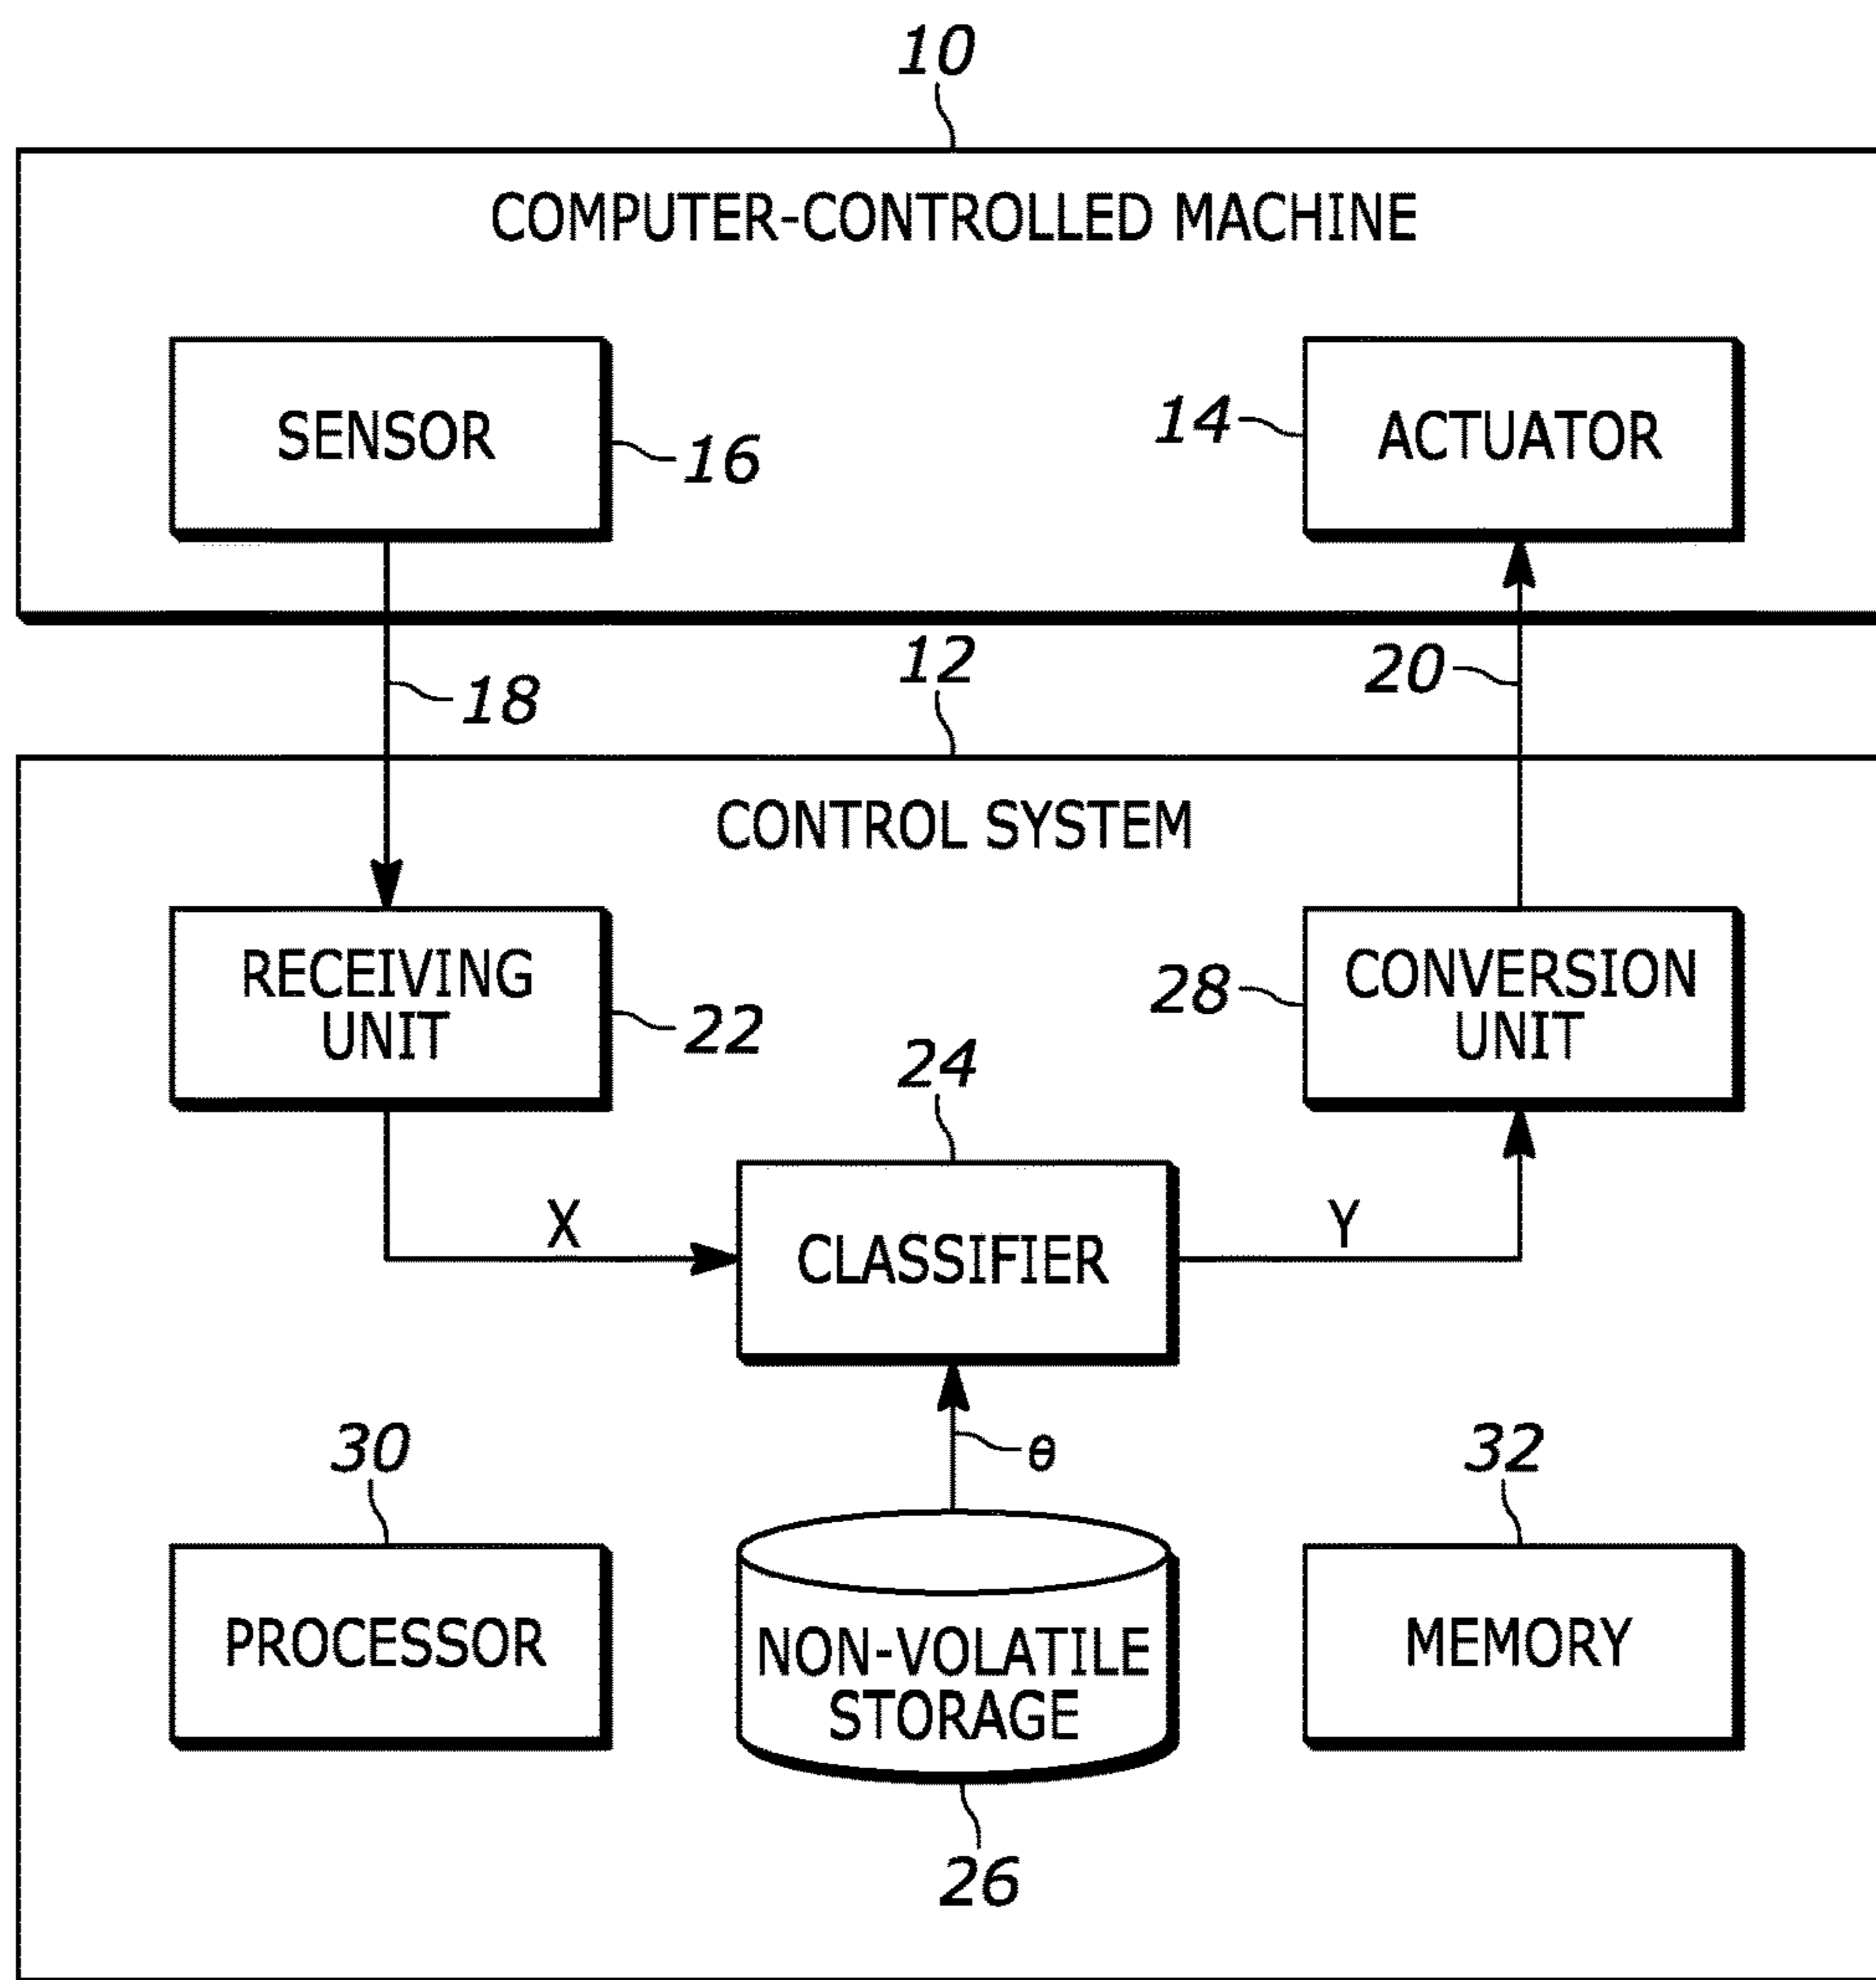 10
COMPUTER-CONTROLLED MACHINE
SENSOR
16
14
ACTUATOR
18
12
20
CONTROL SYSTEM
RECEIVING
UNIT
22
28
CONVERSION
UNIT
24
X
CLASSIFIER
Y
θ
30
PROCESSOR
NON-VOLATILE
STORAGE
26
32
MEMORY